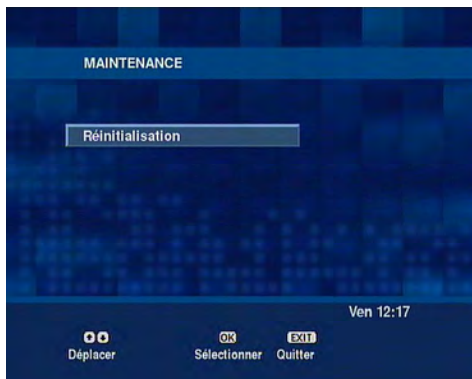 MAINTENANCE
Réinitialisation
Ven 12:17
OK EXIT
Déplacer Sélectionner Quitter